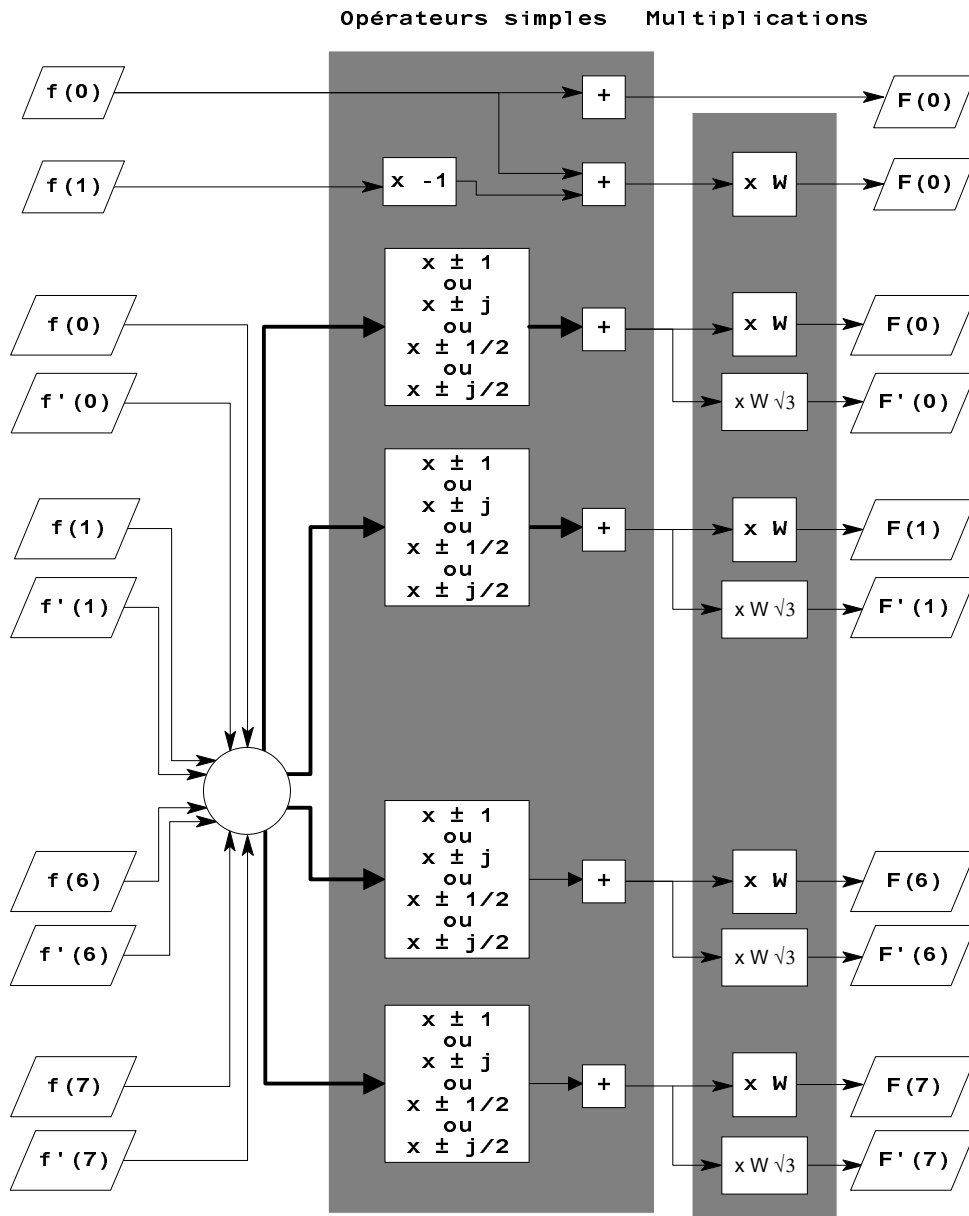 Opérateurs simples Multiplications
f(0) + F(0)
f(1) x -1 + x W F(0)
x ± 1
ou
x ± j
ou
x ± 1/2
ou
x ± j/2
f(0) + x W F(0)
f'(0) x W √3 F'(0)
x ± 1
ou
x ± j
ou
x ± 1/2
ou
x ± j/2
f(1) + x W F(1)
f'(1) x W √3 F'(1)
x ± 1
ou
x ± j
ou
x ± 1/2
ou
x ± j/2
f(6) + x W F(6)
f'(6) x W √3 F'(6)
x ± 1
ou
x ± j
ou
x ± 1/2
ou
x ± j/2
f(7) + x W F(7)
f'(7) x W √3 F'(7)